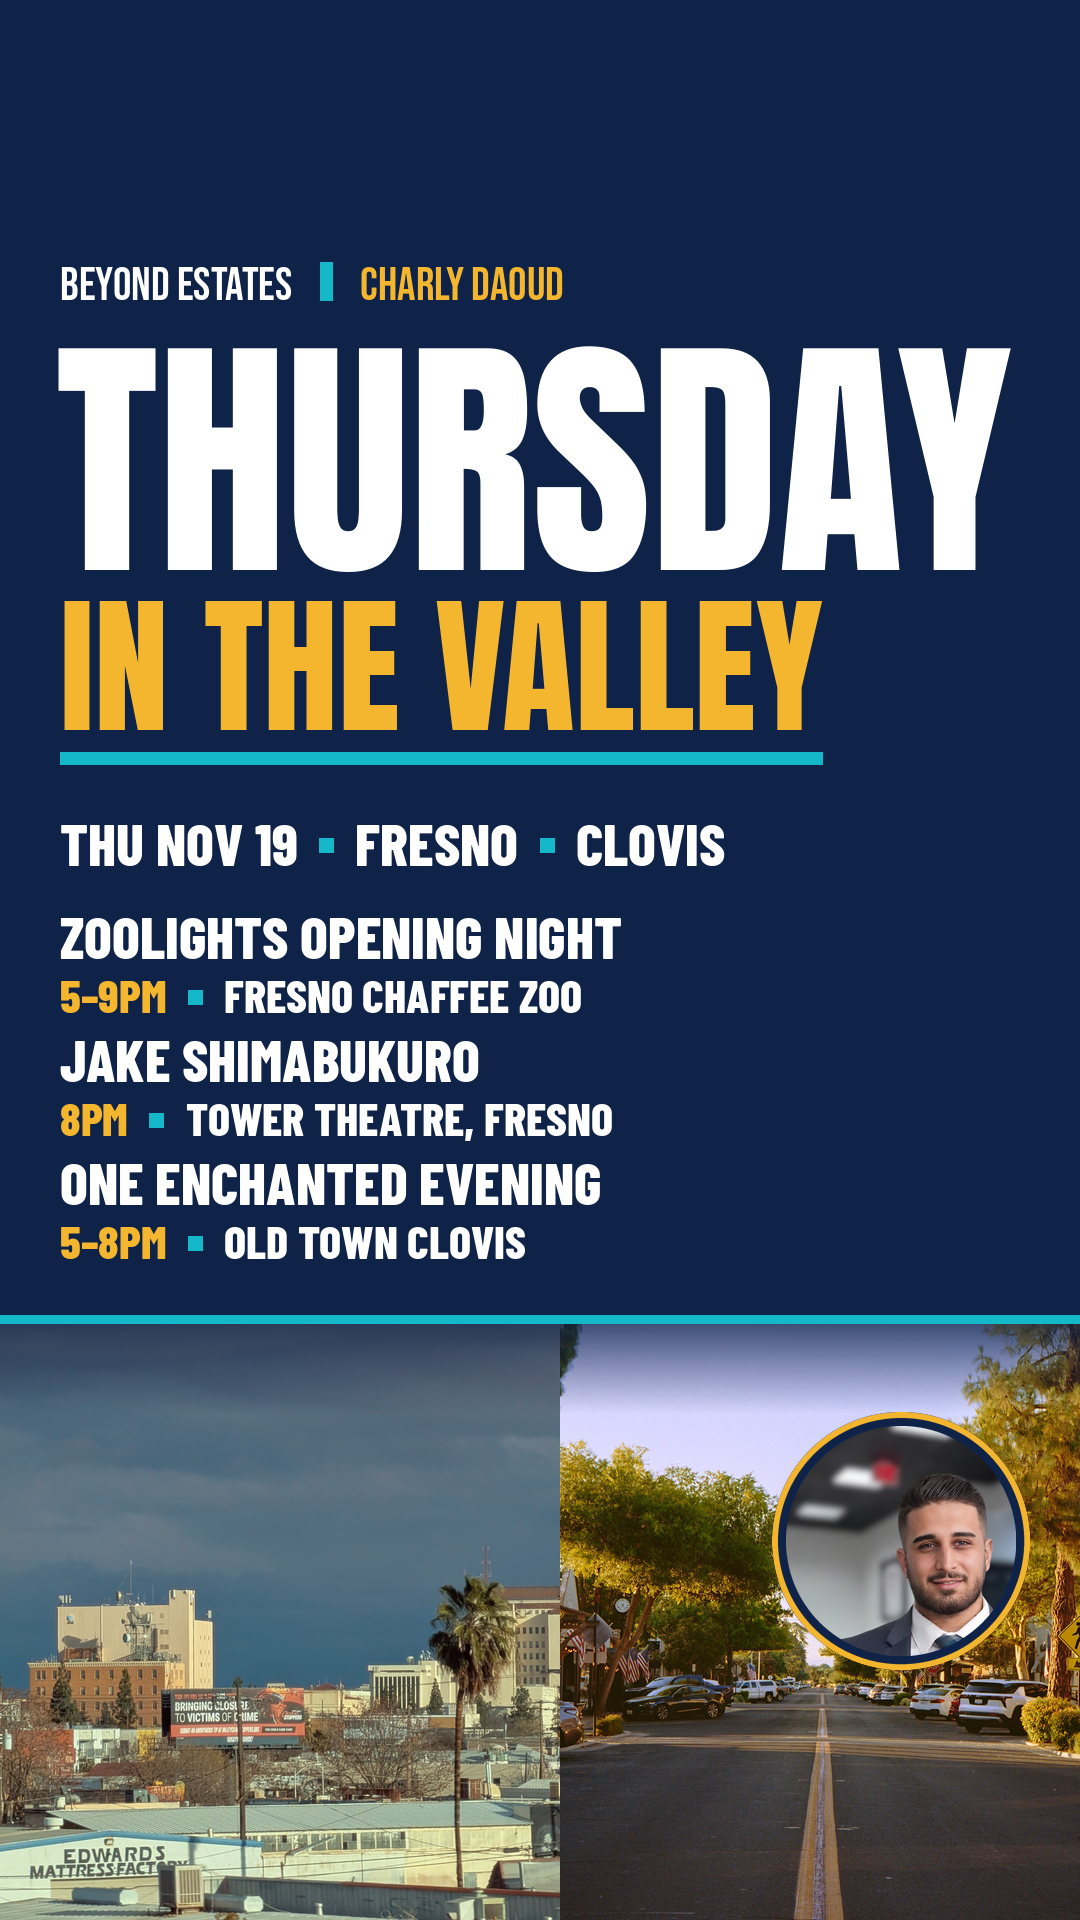 BEYOND ESTATES CHARLY DAOUD
THURSDAY
IN THE VALLEY
THU NOV 19 ▪ FRESNO ▪ CLOVIS
ZOOLIGHTS OPENING NIGHT
5–9PM ▪ FRESNO CHAFFEE ZOO
JAKE SHIMABUKURO
8PM ▪ TOWER THEATRE, FRESNO
ONE ENCHANTED EVENING
5–8PM ▪ OLD TOWN CLOVIS
BRINGING CLOSURE
TO VICTIMS OF CRIME
EDWARDS
MATTRESS FACTORY